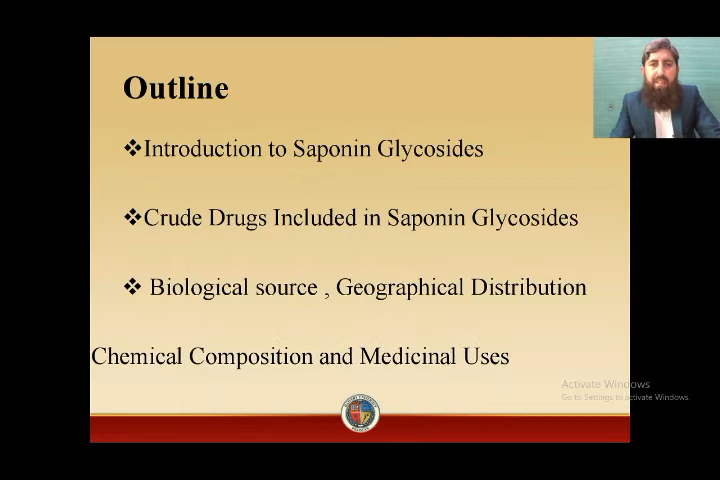 Outline
❖Introduction to Saponin Glycosides
❖Crude Drugs Included in Saponin Glycosides
❖ Biological source , Geographical Distribution
Chemical Composition and Medicinal Uses
Activate Windows
Go to Settings to activate Windows.